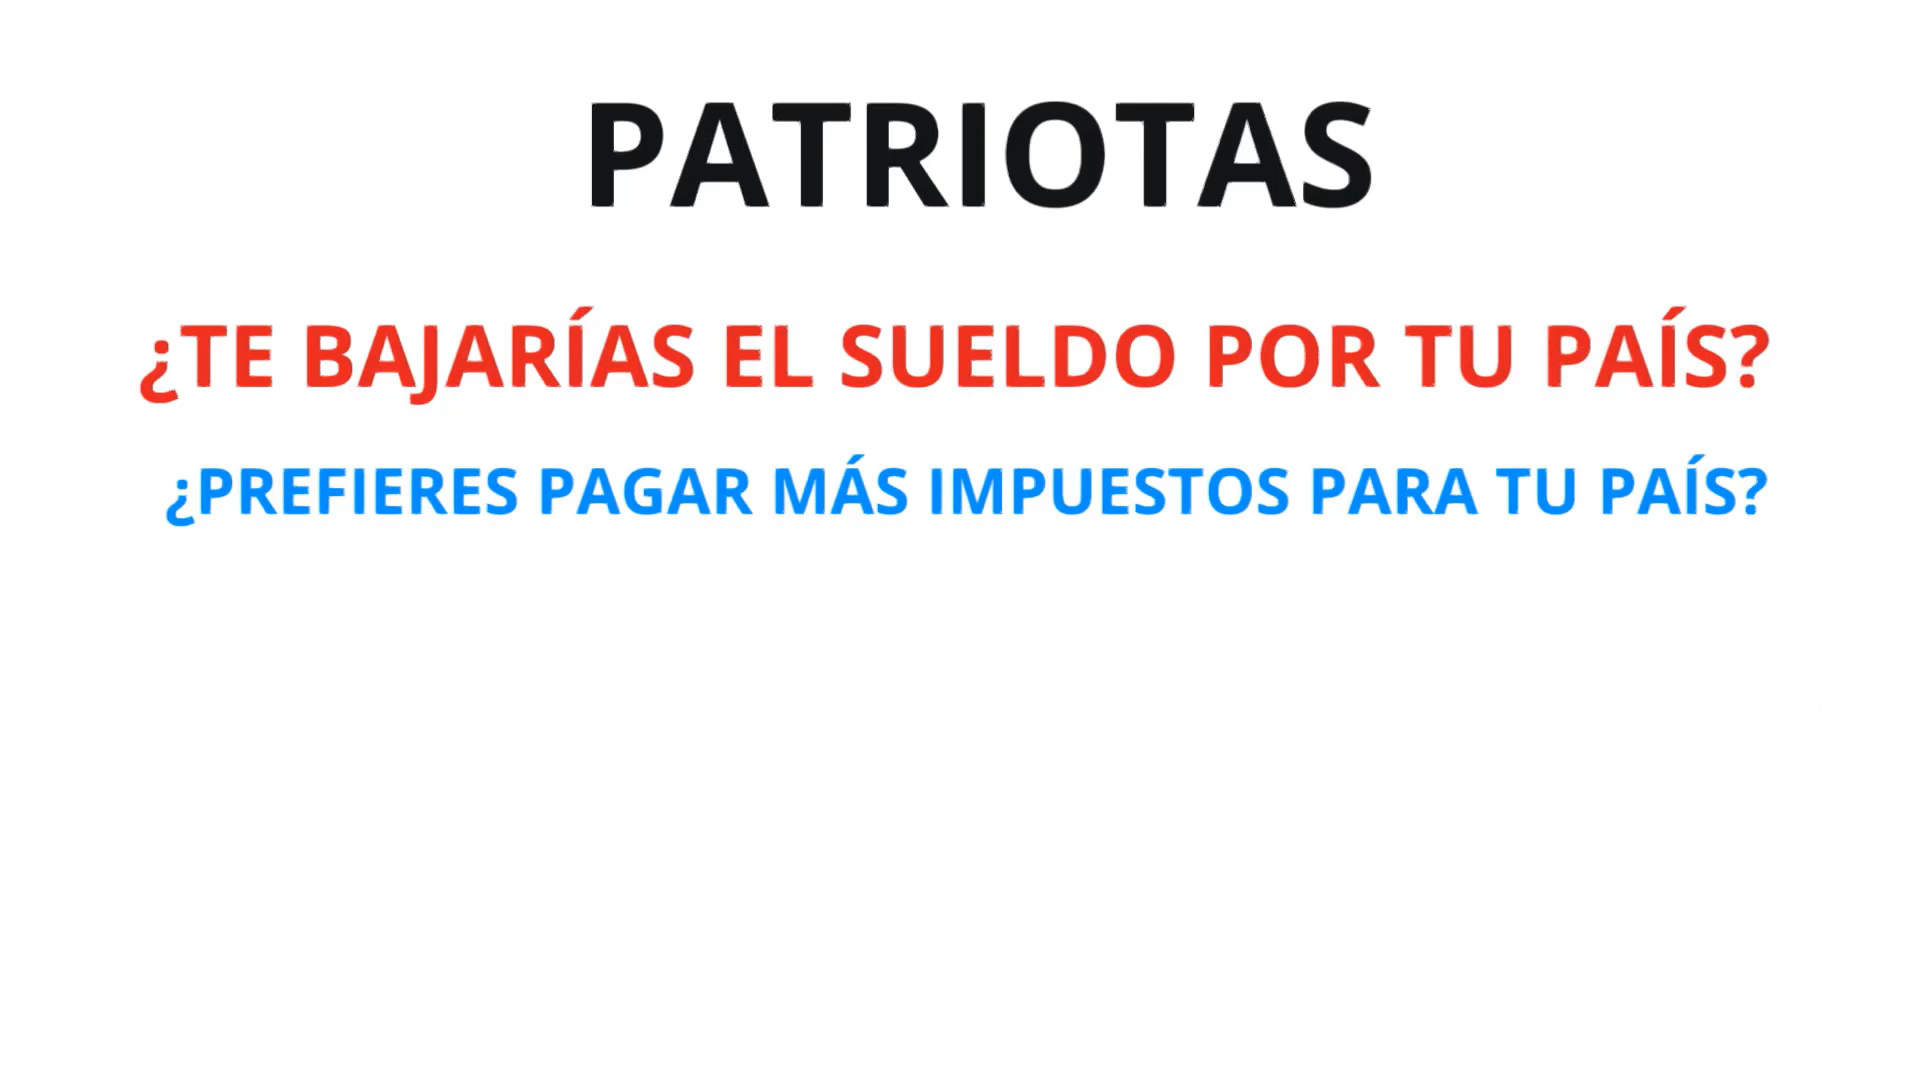 PATRIOTAS
¿TE BAJARÍAS EL SUELDO POR TU PAÍS?
¿PREFIERES PAGAR MÁS IMPUESTOS PARA TU PAÍS?